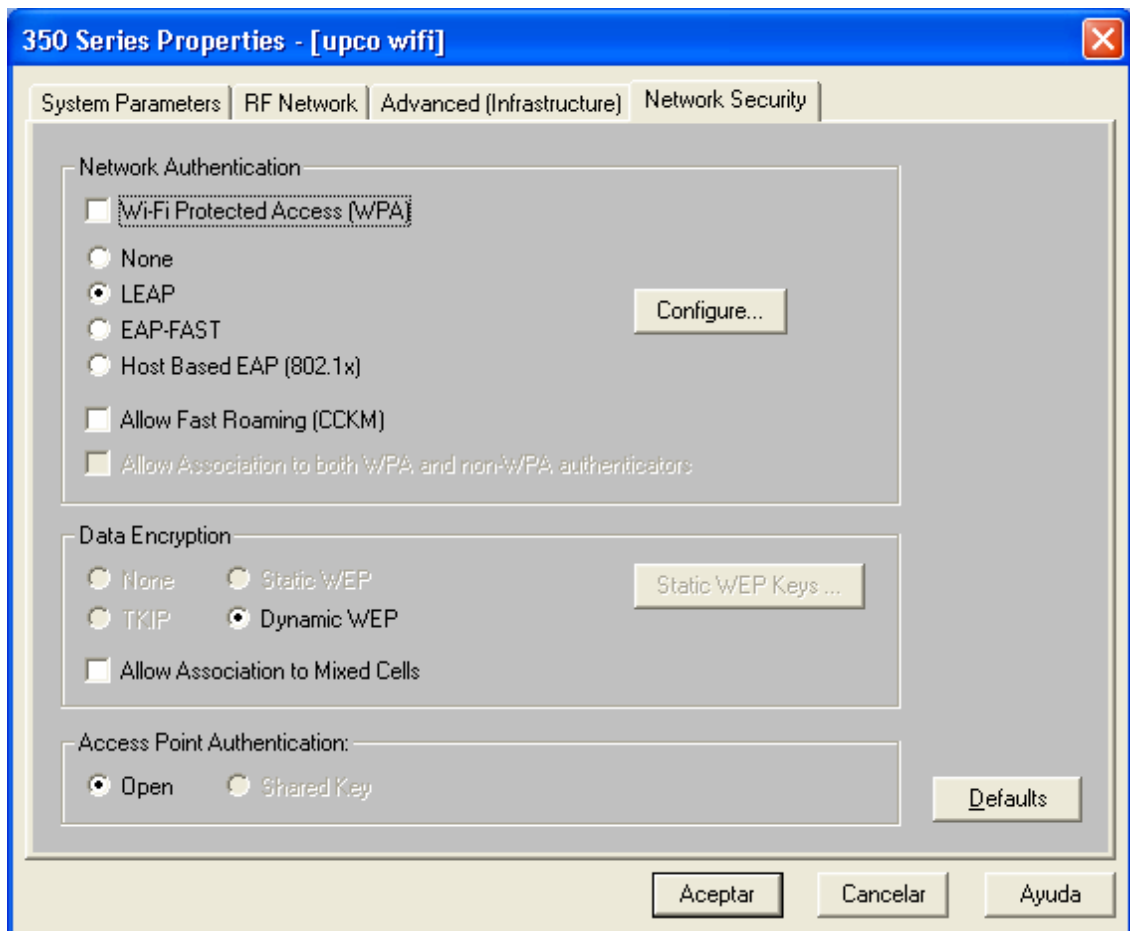 350 Series Properties - [upco wifi]
System Parameters RF Network Advanced (Infrastructure) Network Security
Network Authentication
Wi-Fi Protected Access (WPA)
None
LEAP
Configure...
EAP-FAST
Host Based EAP (802.1x)
Allow Fast Roaming (CCKM)
Allow Association to both WPA and non-WPA authenticators
Data Encryption
None Static WEP Static WEP Keys ...
TKIP Dynamic WEP
Allow Association to Mixed Cells
Access Point Authentication:
Open Shared Key
Defaults
Aceptar Cancelar Ayuda